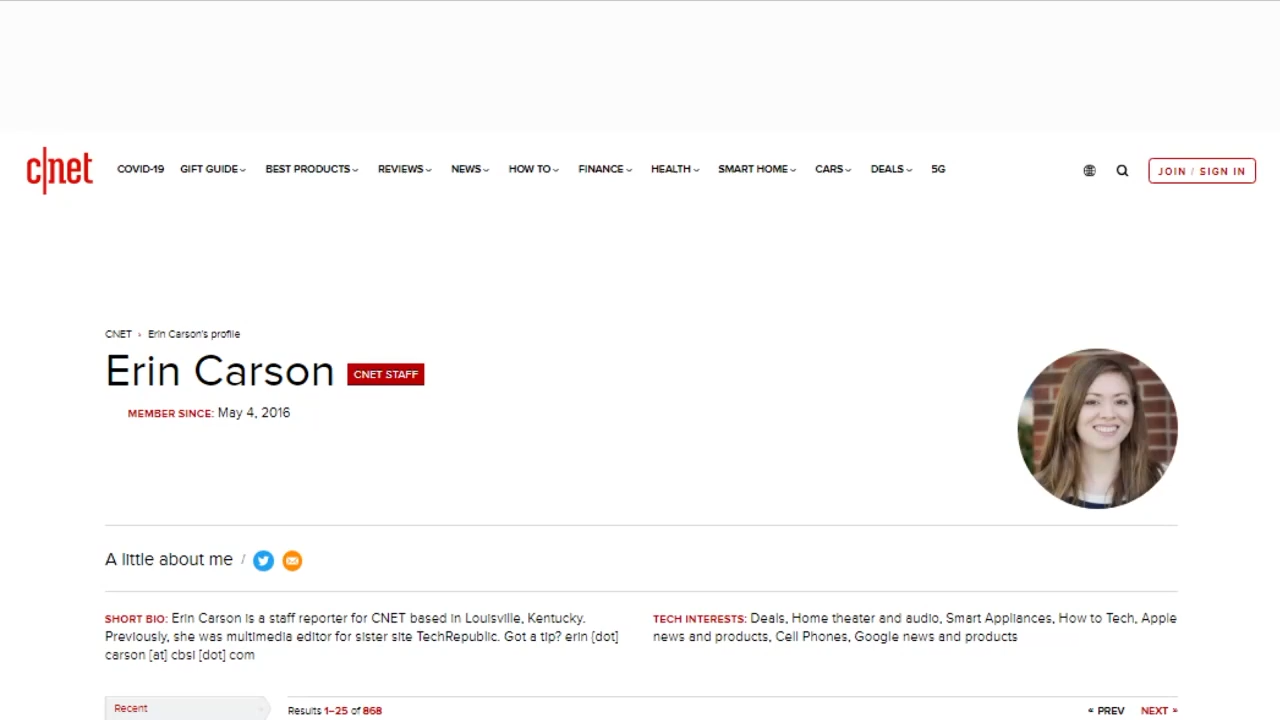 c|net COVID-19 GIFT GUIDE BEST PRODUCTS REVIEWS NEWS HOW TO FINANCE HEALTH SMART HOME CARS DEALS 5G JOIN / SIGN IN
CNET › Erin Carson's profile
Erin Carson CNET STAFF
MEMBER SINCE: May 4, 2016
A little about me /
SHORT BIO: Erin Carson is a staff reporter for CNET based in Louisville, Kentucky.
Previously, she was multimedia editor for sister site TechRepublic. Got a tip? erin [dot]
carson [at] cbsi [dot] com
TECH INTERESTS: Deals, Home theater and audio, Smart Appliances, How to Tech, Apple
news and products, Cell Phones, Google news and products
Recent
Results 1–25 of 868
« PREV NEXT »